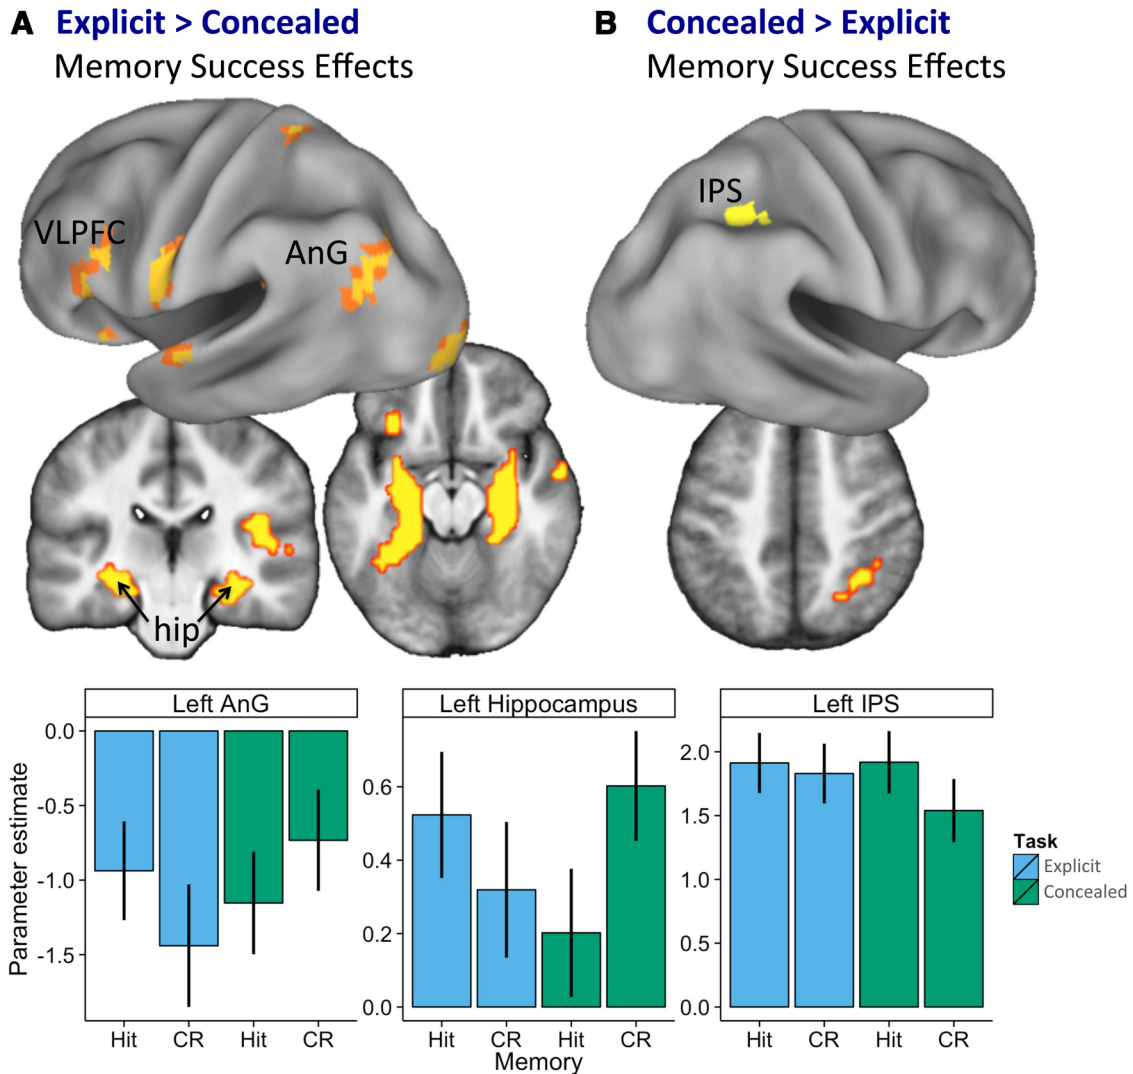 A Explicit > Concealed
Memory Success Effects
B Concealed > Explicit
Memory Success Effects
VLPFC
AnG
IPS
hip
Left AnG
Left Hippocampus
Left IPS
Parameter estimate
0.0
-0.5
-1.0
-1.5
0.6
0.4
0.2
0.0
2.0
1.5
1.0
0.5
0.0
Hit CR Hit CR
Hit CR Hit CR
Hit CR Hit CR
Memory
Task
Explicit
Concealed